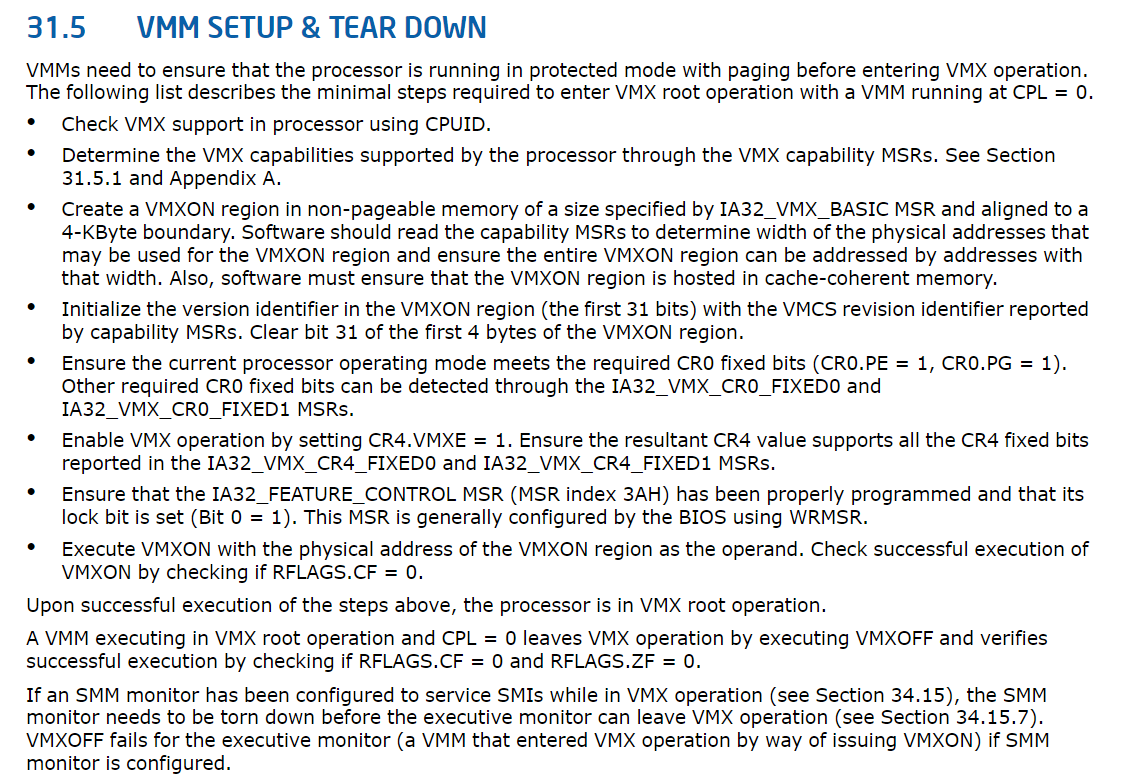 31.5 VMM SETUP & TEAR DOWN
VMMs need to ensure that the processor is running in protected mode with paging before entering VMX operation.
The following list describes the minimal steps required to enter VMX root operation with a VMM running at CPL = 0.
• Check VMX support in processor using CPUID.
• Determine the VMX capabilities supported by the processor through the VMX capability MSRs. See Section
31.5.1 and Appendix A.
• Create a VMXON region in non-pageable memory of a size specified by IA32_VMX_BASIC MSR and aligned to a
4-KByte boundary. Software should read the capability MSRs to determine width of the physical addresses that
may be used for the VMXON region and ensure the entire VMXON region can be addressed by addresses with
that width. Also, software must ensure that the VMXON region is hosted in cache-coherent memory.
• Initialize the version identifier in the VMXON region (the first 31 bits) with the VMCS revision identifier reported
by capability MSRs. Clear bit 31 of the first 4 bytes of the VMXON region.
• Ensure the current processor operating mode meets the required CR0 fixed bits (CR0.PE = 1, CR0.PG = 1).
Other required CR0 fixed bits can be detected through the IA32_VMX_CR0_FIXED0 and
IA32_VMX_CR0_FIXED1 MSRs.
• Enable VMX operation by setting CR4.VMXE = 1. Ensure the resultant CR4 value supports all the CR4 fixed bits
reported in the IA32_VMX_CR4_FIXED0 and IA32_VMX_CR4_FIXED1 MSRs.
• Ensure that the IA32_FEATURE_CONTROL MSR (MSR index 3AH) has been properly programmed and that its
lock bit is set (Bit 0 = 1). This MSR is generally configured by the BIOS using WRMSR.
• Execute VMXON with the physical address of the VMXON region as the operand. Check successful execution of
VMXON by checking if RFLAGS.CF = 0.
Upon successful execution of the steps above, the processor is in VMX root operation.
A VMM executing in VMX root operation and CPL = 0 leaves VMX operation by executing VMXOFF and verifies
successful execution by checking if RFLAGS.CF = 0 and RFLAGS.ZF = 0.
If an SMM monitor has been configured to service SMIs while in VMX operation (see Section 34.15), the SMM
monitor needs to be torn down before the executive monitor can leave VMX operation (see Section 34.15.7).
VMXOFF fails for the executive monitor (a VMM that entered VMX operation by way of issuing VMXON) if SMM
monitor is configured.